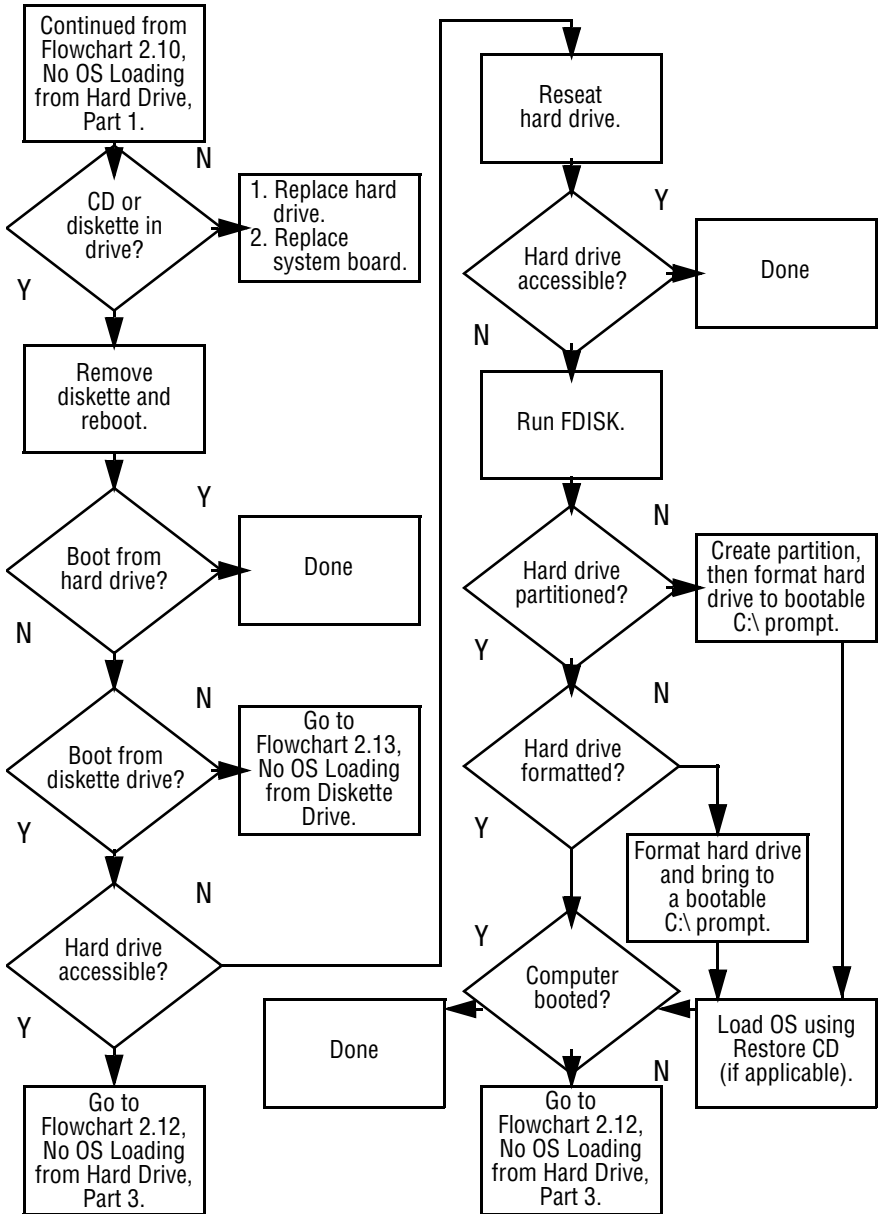 Continued from
Flowchart 2.10,
No OS Loading
from Hard Drive,
Part 1.
N
CD or
diskette in
drive?
1. Replace hard
drive.
2. Replace
system board.
Y
Remove
diskette and
reboot.
Y
Boot from
hard drive?
Done
N
N
Boot from
diskette drive?
Go to
Flowchart 2.13,
No OS Loading
from Diskette
Drive.
Y
N
Hard drive
accessible?
Y
Go to
Flowchart 2.12,
No OS Loading
from Hard Drive,
Part 3.
Reseat
hard drive.
Y
Hard drive
accessible?
Done
N
Run FDISK.
N
Hard drive
partitioned?
Create partition,
then format hard
drive to bootable
C:\ prompt.
Y
N
Hard drive
formatted?
Y
Format hard drive
and bring to
a bootable
C:\ prompt.
Y
Computer
booted?
Done
Load OS using
Restore CD
(if applicable).
N
Go to
Flowchart 2.12,
No OS Loading
from Hard Drive,
Part 3.